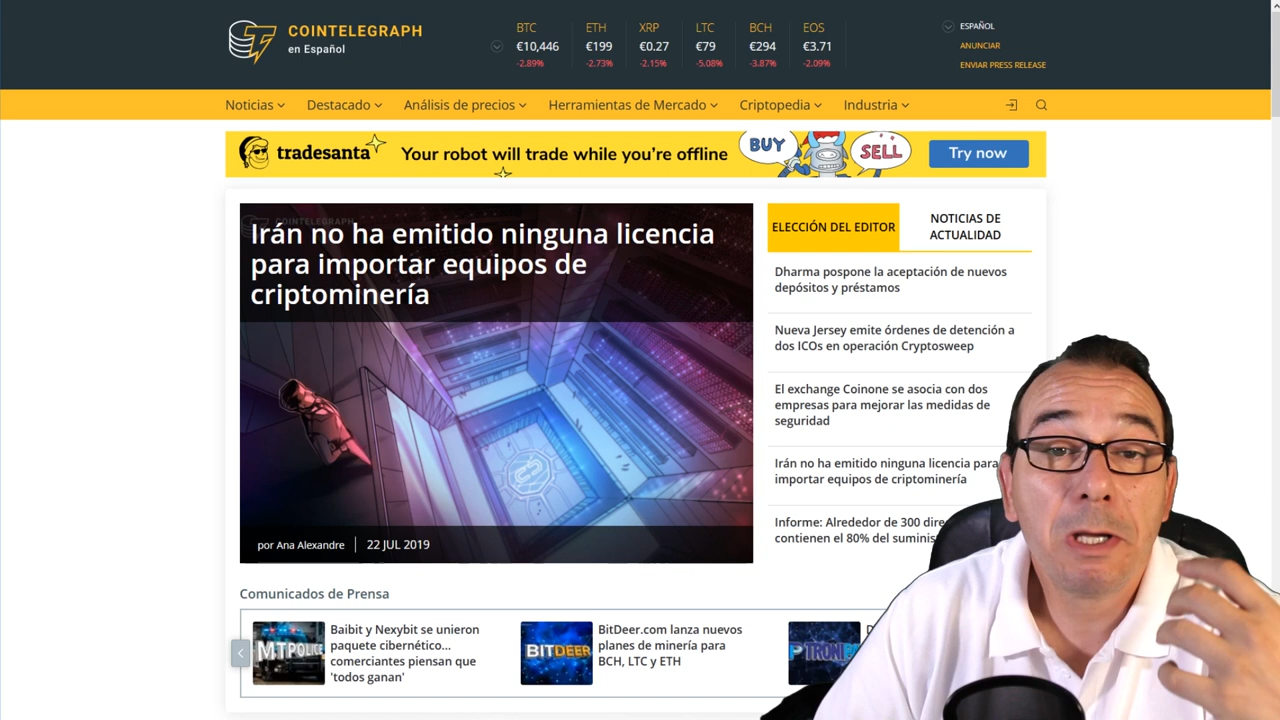 COINTELEGRAPH
en Español
BTC
€10,446
-2.89%
ETH
€199
-2.73%
XRP
€0.27
-2.15%
LTC
€79
-5.08%
BCH
€294
-3.87%
EOS
€3.71
-2.09%
ESPAÑOL
ANUNCIAR
ENVIAR PRESS RELEASE
Noticias
Destacado
Análisis de precios
Herramientas de Mercado
Criptopedia
Industria
tradesanta
Your robot will trade while you're offline
BUY
SELL
Try now
COINTELEGRAPH
Irán no ha emitido ninguna licencia
para importar equipos de
criptominería
por Ana Alexandre
22 JUL 2019
ELECCIÓN DEL EDITOR
NOTICIAS DE
ACTUALIDAD
Dharma pospone la aceptación de nuevos
depósitos y préstamos
Nueva Jersey emite órdenes de detención a
dos ICOs en operación Cryptosweep
El exchange Coinone se asocia con dos
empresas para mejorar las medidas de
seguridad
Irán no ha emitido ninguna licencia para
importar equipos de criptominería
Informe: Alrededor de 300
contienen el 80% del
Comunicados de Prensa
MT.POLICE
Baibit y Nexybit se unieron
paquete cibernético...
comerciantes piensan que
'todos ganan'
BITDEER
BitDeer.com lanza nuevos
planes de minería para
BCH, LTC y ETH